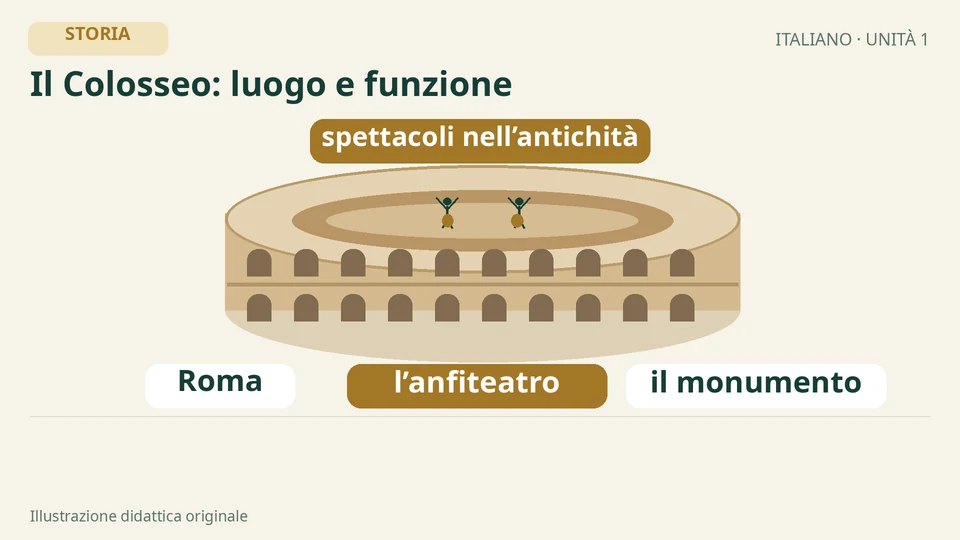 STORIA
ITALIANO · UNITÀ 1
Il Colosseo: luogo e funzione
spettacoli nell’antichità
Roma
l’anfiteatro
il monumento
Illustrazione didattica originale